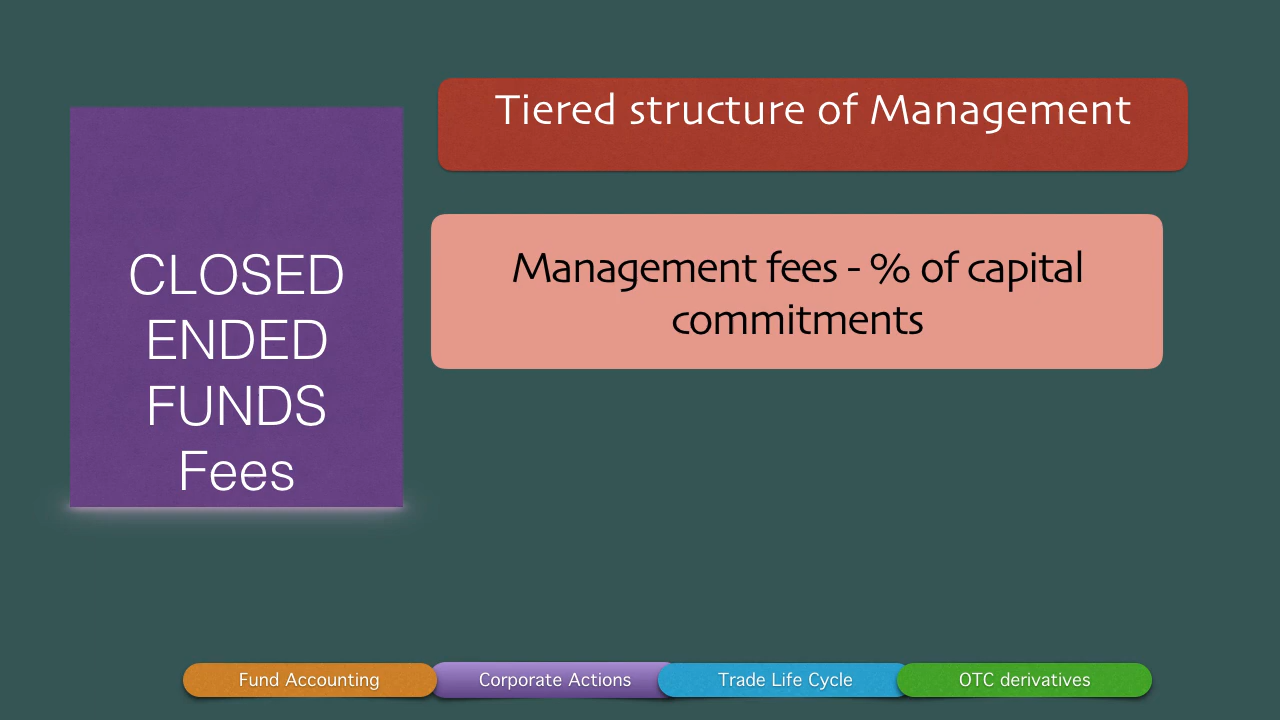 CLOSED
ENDED
FUNDS
Fees
Tiered structure of Management
Management fees - % of capital
commitments
Fund Accounting
Corporate Actions
Trade Life Cycle
OTC derivatives